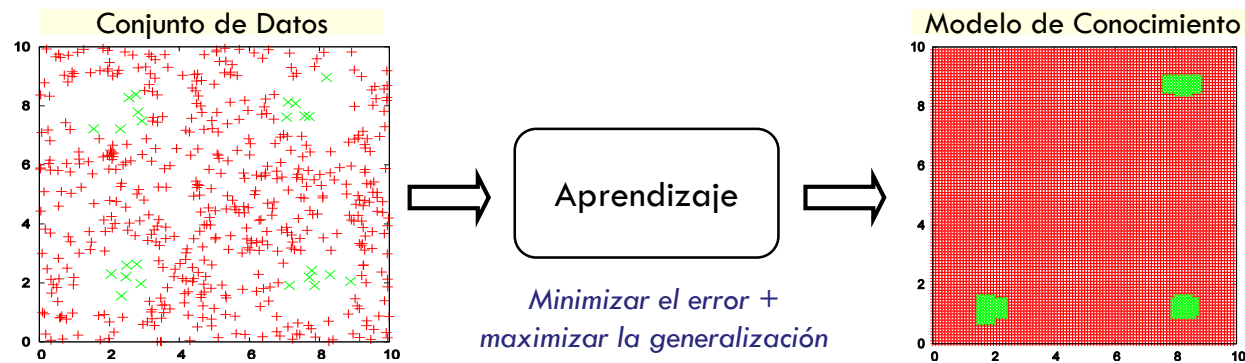 Conjunto de Datos
Modelo de Conocimiento
10
8
6
4
2
0
0 2 4 6 8 10
Aprendizaje
Minimizar el error +
maximizar la generalización
10
8
6
4
2
0
0 2 4 6 8 10